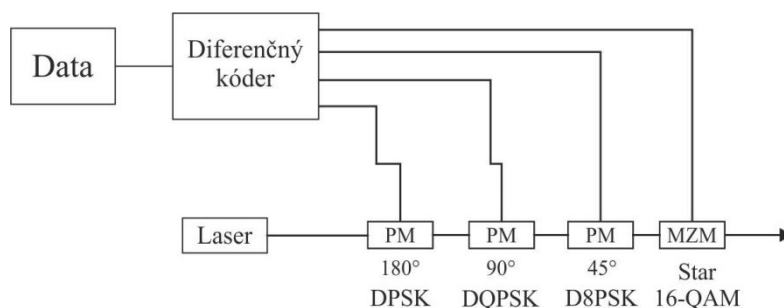 Data
Diferenčný
kóder
Laser
PM
PM
PM
MZM
180°
90°
45°
Star
DPSK
DQPSK
D8PSK
16-QAM